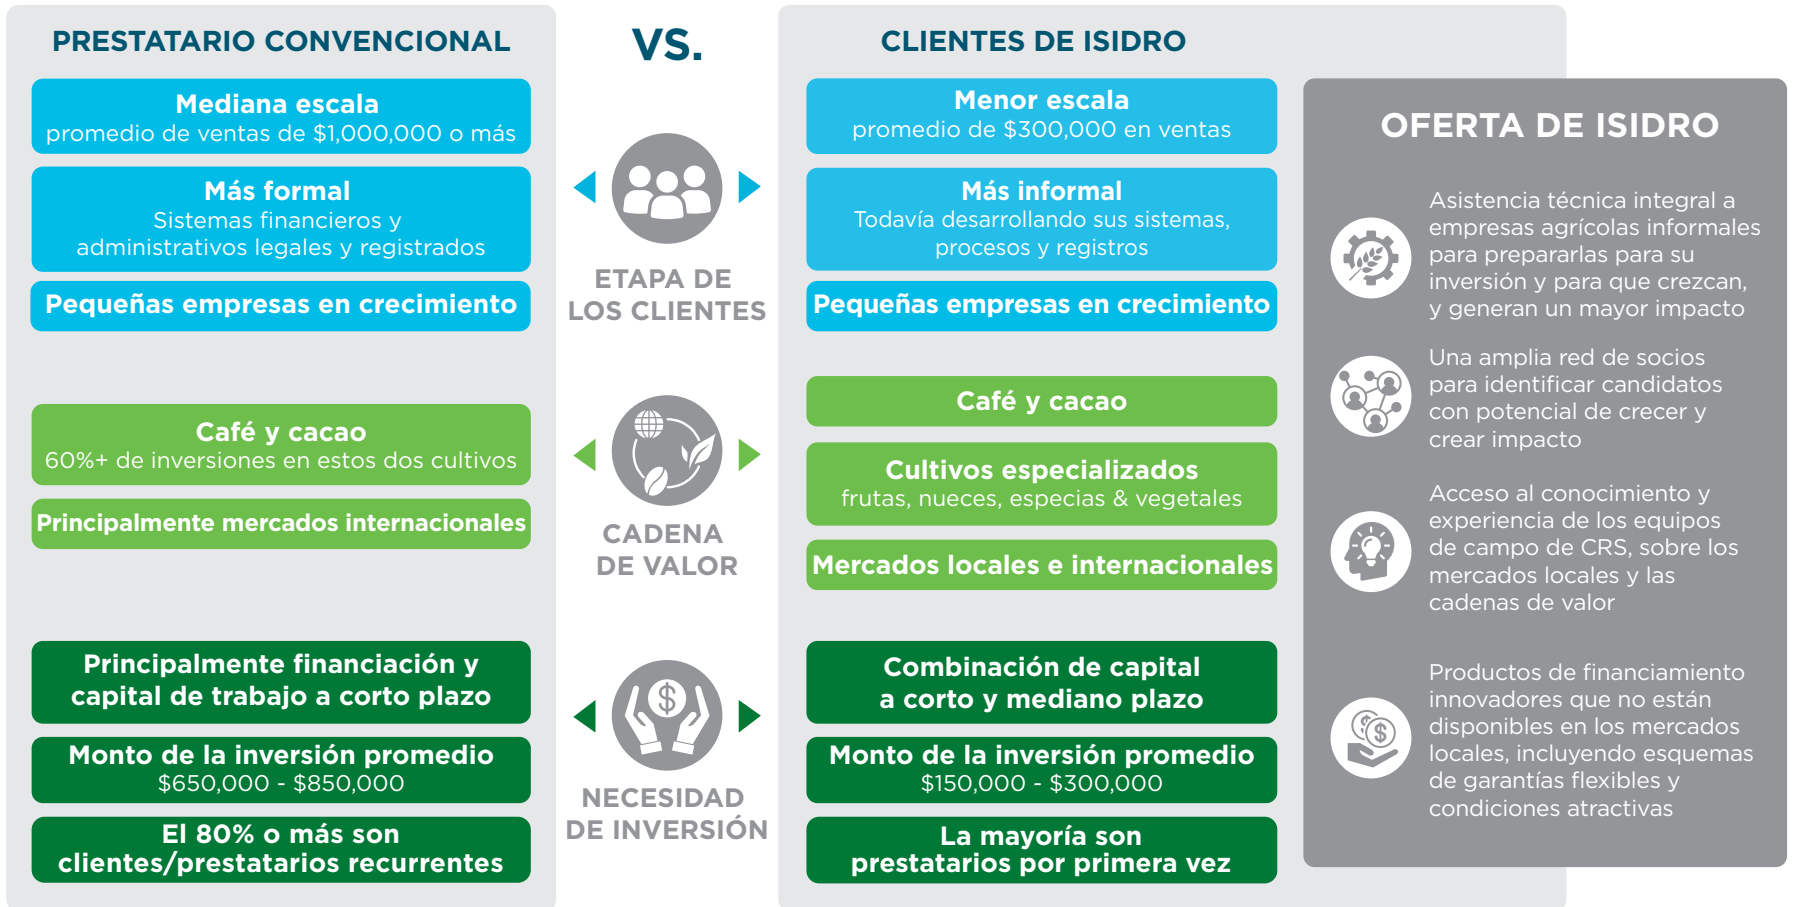 PRESTATARIO CONVENCIONAL
Mediana escala
promedio de ventas de $1,000,000 o más
Más formal
Sistemas financieros y
administrativos legales y registrados
Pequeñas empresas en crecimiento
Café y cacao
60%+ de inversiones en estos dos cultivos
Principalmente mercados internacionales
Principalmente financiación y
capital de trabajo a corto plazo
Monto de la inversión promedio
$650,000 - $850,000
El 80% o más son
clientes/prestatarios recurrentes
VS.
ETAPA DE
LOS CLIENTES
CADENA
DE VALOR
NECESIDAD
DE INVERSIÓN
CLIENTES DE ISIDRO
Menor escala
promedio de $300,000 en ventas
Más informal
Todavía desarrollando sus sistemas,
procesos y registros
Pequeñas empresas en crecimiento
Café y cacao
Cultivos especializados
frutas, nueces, especias & vegetales
Mercados locales e internacionales
Combinación de capital
a corto y mediano plazo
Monto de la inversión promedio
$150,000 - $300,000
La mayoría son
prestatarios por primera vez
OFERTA DE ISIDRO
Asistencia técnica integral a
empresas agrícolas informales
para prepararlas para su
inversión y para que crezcan,
y generan un mayor impacto
Una amplia red de socios
para identificar candidatos
con potencial de crecer y
crear impacto
Acceso al conocimiento y
experiencia de los equipos
de campo de CRS, sobre los
mercados locales y las
cadenas de valor
Productos de financiamiento
innovadores que no están
disponibles en los mercados
locales, incluyendo esquemas
de garantías flexibles y
condiciones atractivas